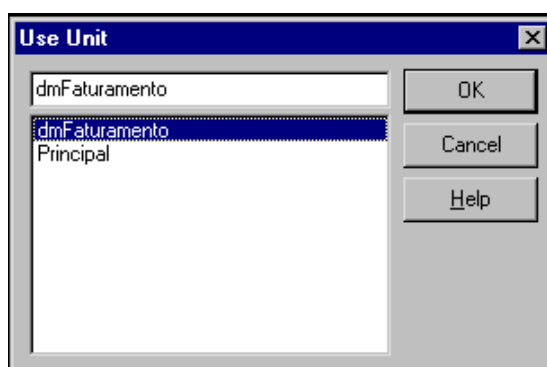 Use Unit
dmFaturamento
OK
dmFaturamento
Principal
Cancel
Help